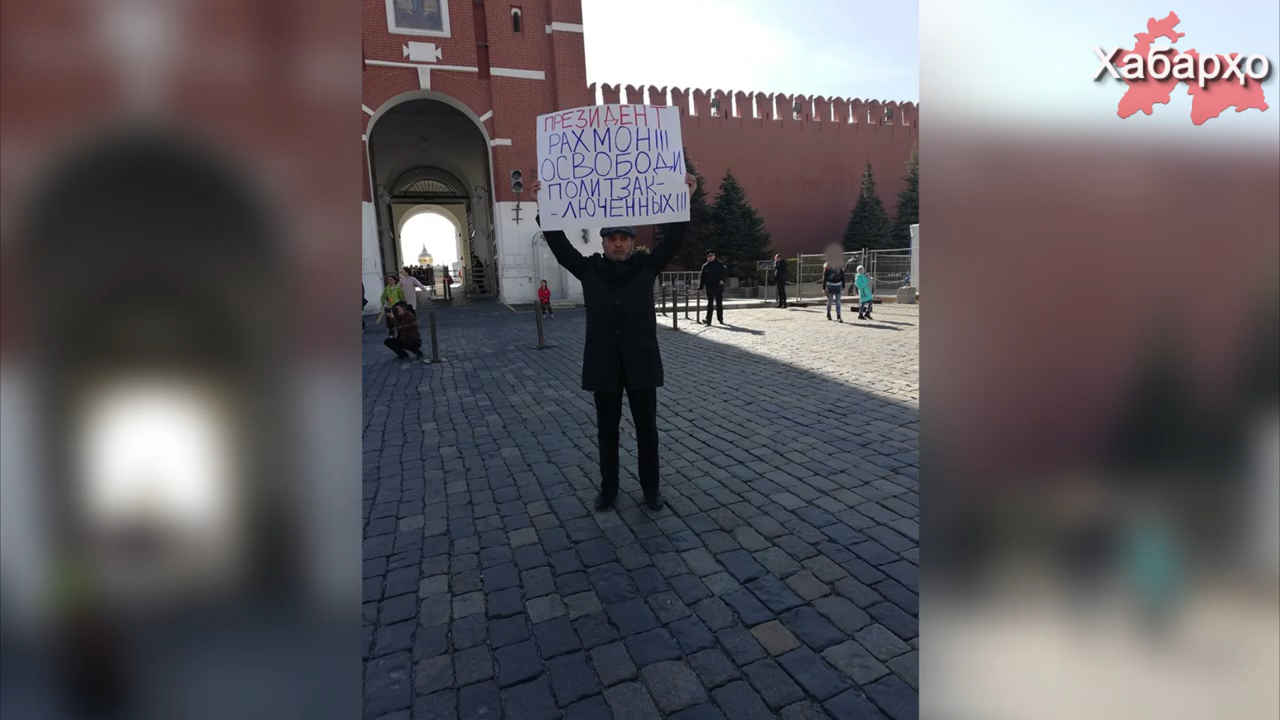 Хабарҳо
ПРЕЗИДЕНТ
РАХМОН!!!
ОСВОБОДИ
ПОЛИТЗАК-
-ЛЮЧЕННЫХ!!!